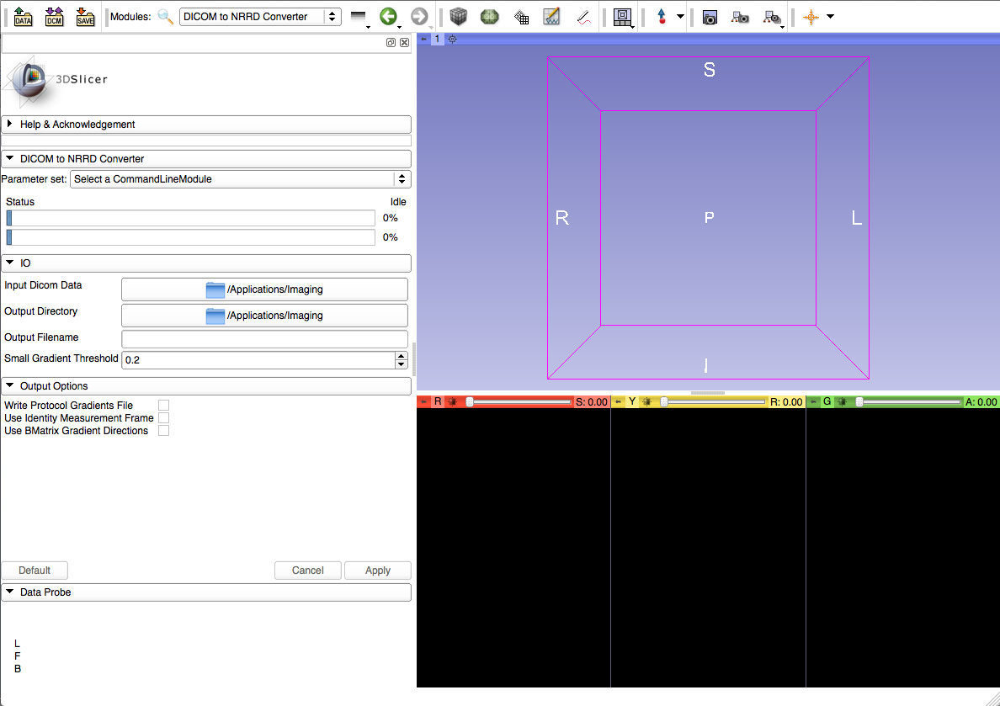 DATA DCM SAVE Modules: DICOM to NRRD Converter
1
3DSlicer
Help & Acknowledgement
DICOM to NRRD Converter
Parameter set: Select a CommandLineModule
Status Idle
0%
0%
IO
Input Dicom Data /Applications/Imaging
Output Directory /Applications/Imaging
Output Filename
Small Gradient Threshold 0.2
Output Options
Write Protocol Gradients File
Use Identity Measurement Frame
Use BMatrix Gradient Directions
Default Cancel Apply
Data Probe
L
F
B
S
R P L
I
R S: 0.00 Y R: 0.00 G A: 0.00